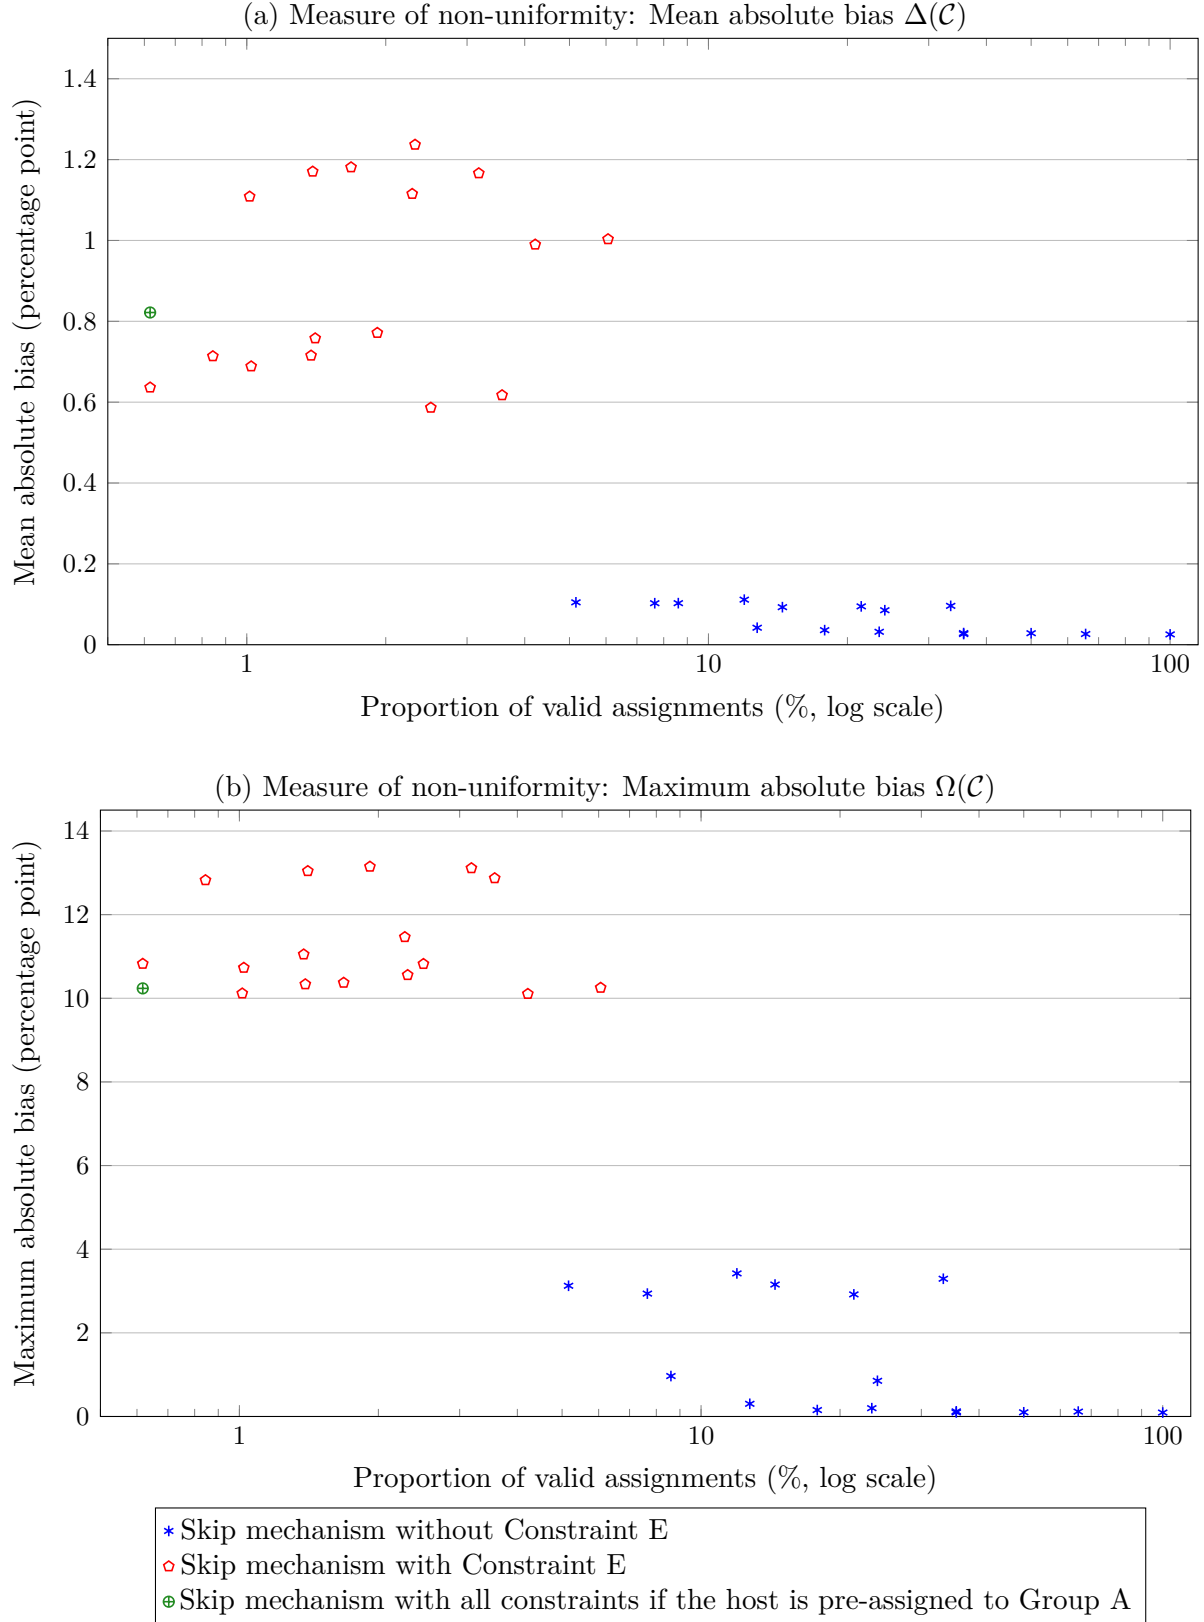 (a) Measure of non-uniformity: Mean absolute bias Δ(𝒞)
Mean absolute bias (percentage point)
1.4
1.2
1
0.8
0.6
0.4
0.2
0
1 10 100
Proportion of valid assignments (%, log scale)
(b) Measure of non-uniformity: Maximum absolute bias Ω(𝒞)
Maximum absolute bias (percentage point)
14
12
10
8
6
4
2
0
1 10 100
Proportion of valid assignments (%, log scale)
Skip mechanism without Constraint E
Skip mechanism with Constraint E
Skip mechanism with all constraints if the host is pre-assigned to Group A